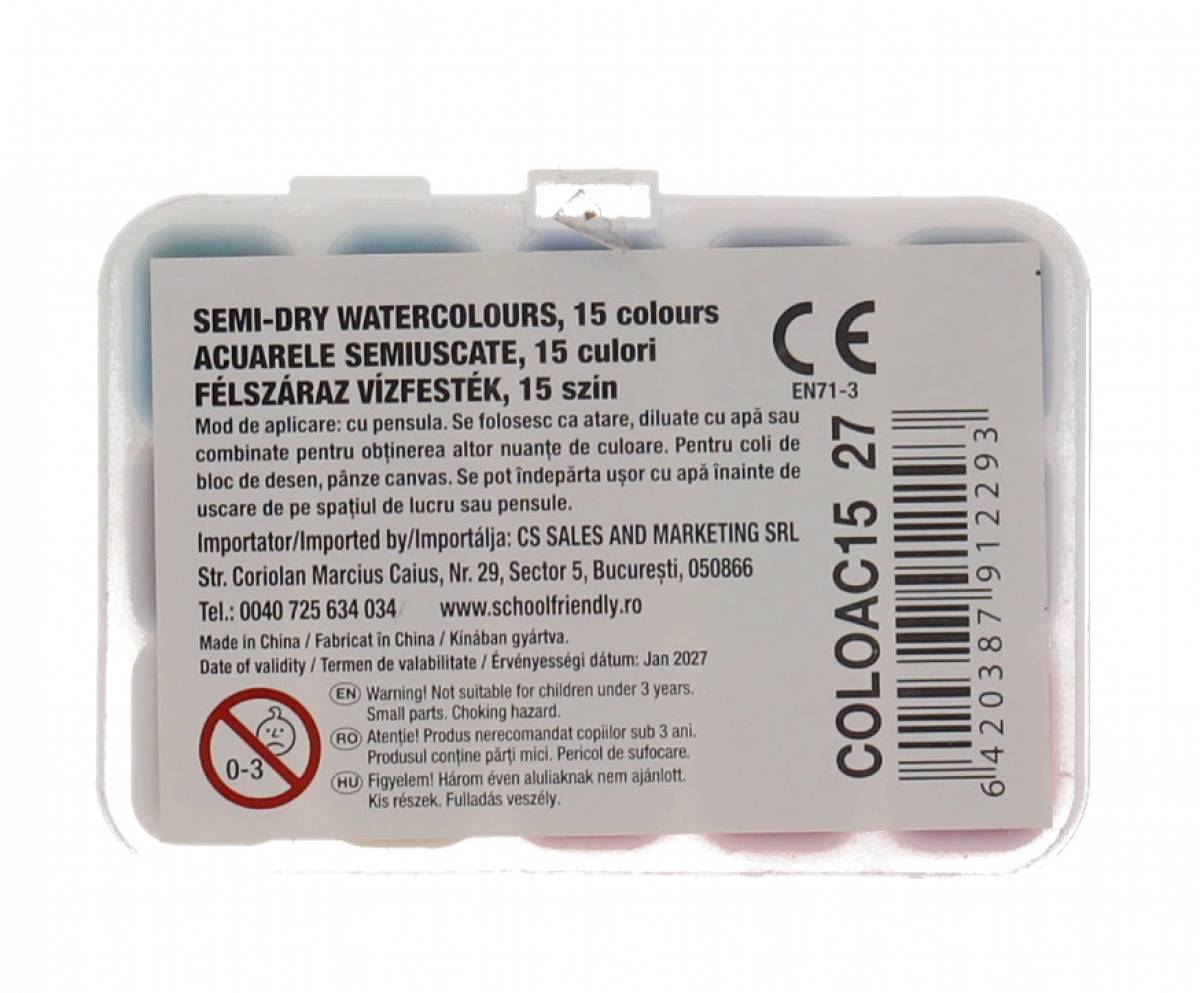 SEMI-DRY WATERCOLOURS, 15 colours
ACUARELE SEMIUSCATE, 15 culori
FÉLSZÁRAZ VÍZFESTÉK, 15 szín
Mod de aplicare: cu pensula. Se folosesc ca atare, diluate cu apă sau
combinate pentru obținerea altor nuanțe de culoare. Pentru coli de
bloc de desen, pânze canvas. Se pot îndepărta ușor cu apă înainte de
uscare de pe spațiul de lucru sau pensule.
Importator/Imported by/Importálja: CS SALES AND MARKETING SRL
Str. Coriolan Marcius Caius, Nr. 29, Sector 5, București, 050866
Tel.: 0040 725 634 034 www.schoolfriendly.ro
Made in China / Fabricat în China / Kínában gyártva.
Date of validity / Termen de valabilitate / Érvényességi dátum: Jan 2027
0-3
EN Warning! Not suitable for children under 3 years.
Small parts. Choking hazard.
RO Atenție! Produs nerecomandat copiilor sub 3 ani.
Produsul conține părți mici. Pericol de sufocare.
HU Figyelem! Három éven aluliaknak nem ajánlott.
Kis részek. Fulladás veszély.
CE
EN71-3
COLOAC15 27
6 420387 912293